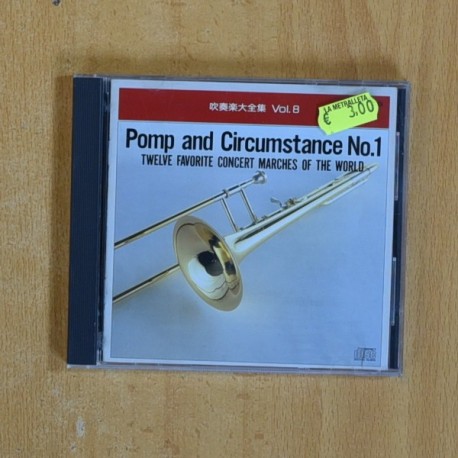 吹奏楽大全集 Vol.8
LA METRALLETA
€ 3,00
Pomp and Circumstance No.1
TWELVE FAVORITE CONCERT MARCHES OF THE WORLD